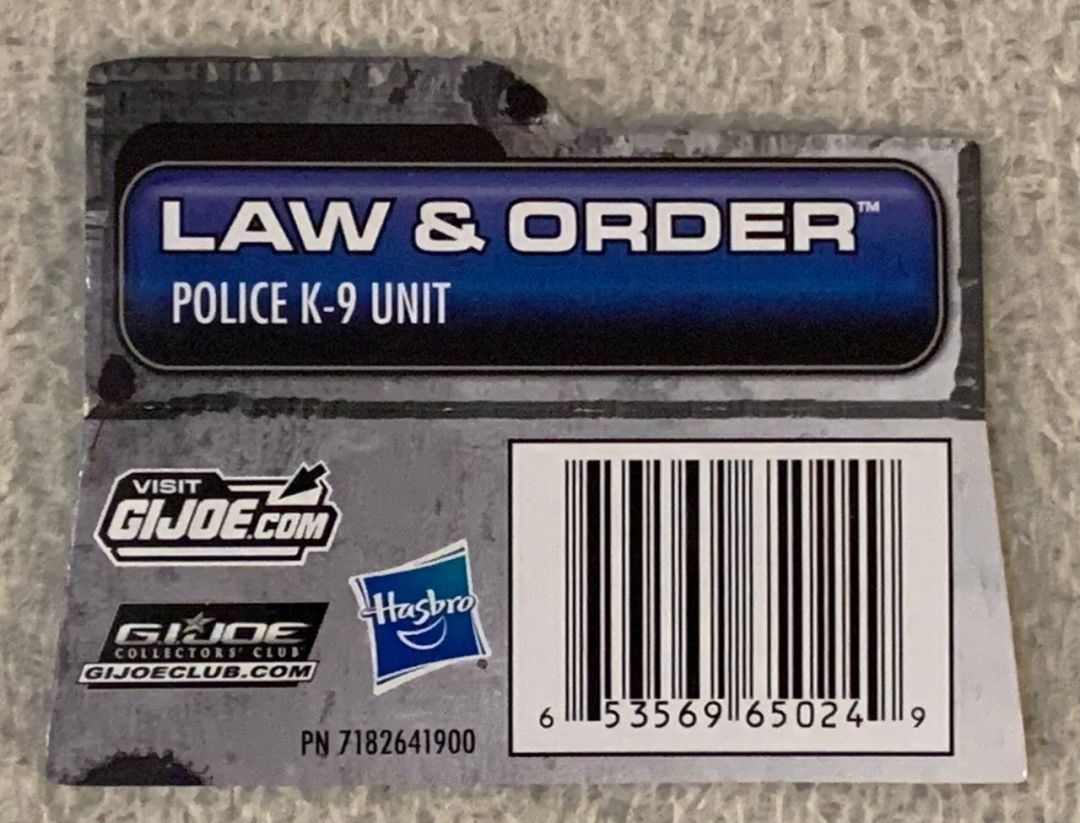 LAW & ORDER™
POLICE K-9 UNIT
VISIT
GIJOE.COM
G.I.JOE
COLLECTORS' CLUB
GIJOECLUB.COM
Hasbro
PN 7182641900
6 53569 65024 9